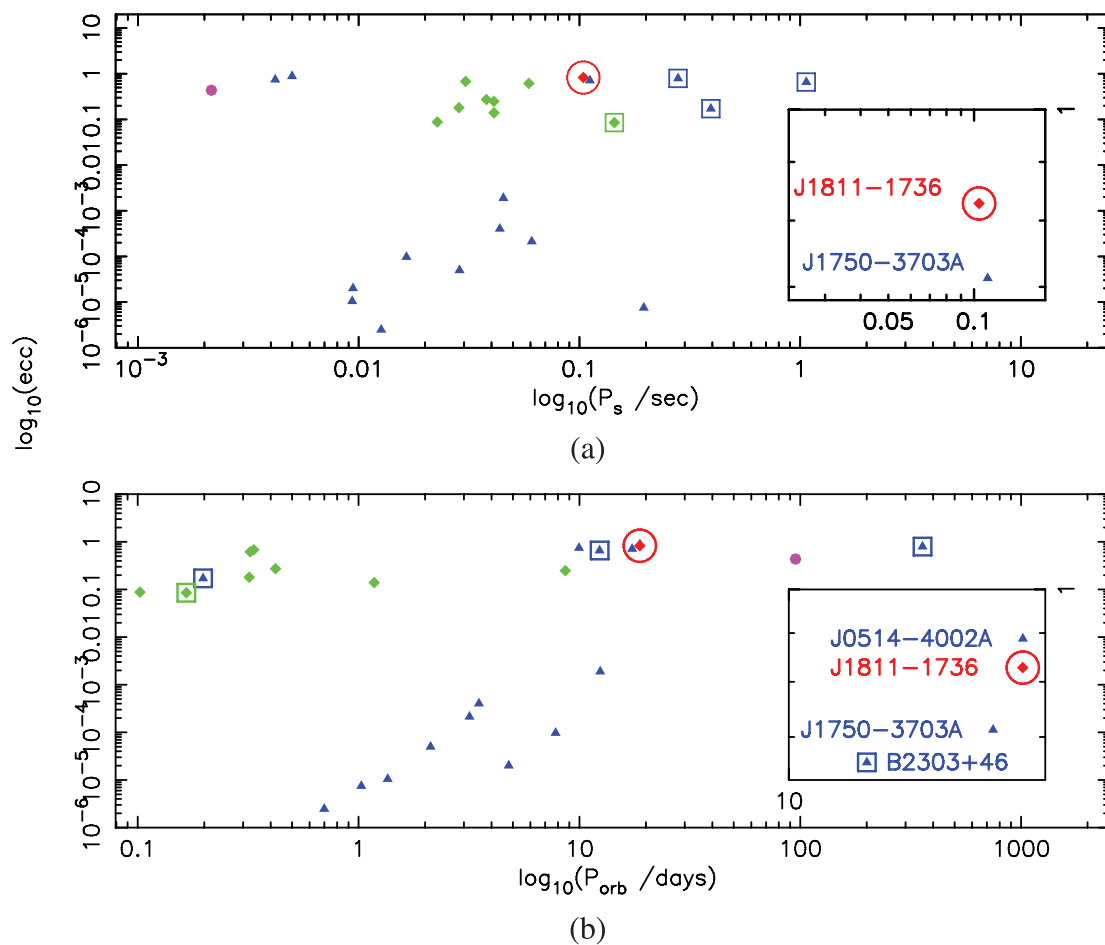 10
1
0.1
0.01
10⁻³
10⁻⁴
10⁻⁵
10⁻⁶
log₁₀(ecc)
1
J1811−1736
J1750−3703A
0.05 0.1
10⁻³ 0.01 0.1 1 10
log₁₀(Pₛ /sec)
(a)
10
1
0.1
0.01
10⁻³
10⁻⁴
10⁻⁵
10⁻⁶
1
J0514−4002A
J1811−1736
J1750−3703A
B2303+46
10
0.1 1 10 100 1000
log₁₀(Pₒᵣb /days)
(b)